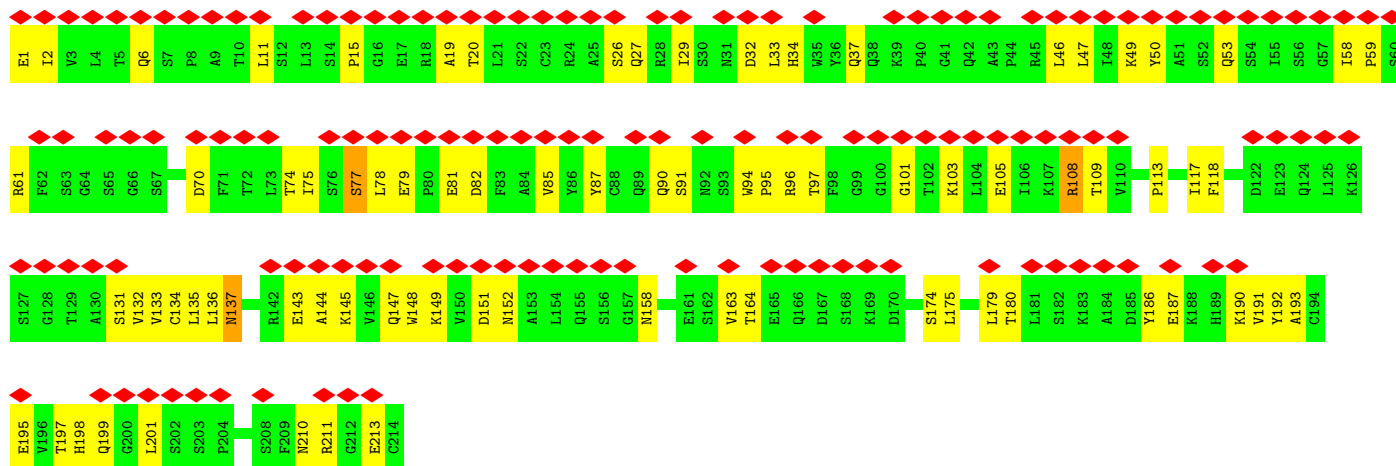 E1 I2 V3 L4 T5 Q6 S7 P8 A9 T10 L11 S12 L13 S14 P15 G16 E17 R18 A19 T20 L21 S22 C23 R24 A25 S26 Q27 R28 I29 S30 N31 D32 L33 H34 W35 Y36 Q37 Q38 K39 P40 G41 Q42 A43 P44 R45 L46 L47 I48 K49 Y50 A51 S52 Q53 S54 I55 S56 G57 I58 P59 S60
R61 F62 S63 G64 S65 G66 S67 D70 F71 T72 L73 T74 I75 S76 S77 L78 E79 P80 E81 D82 F83 A84 V85 Y86 Y87 C88 Q89 Q90 S91 N92 S93 W94 P95 R96 T97 F98 G99 G100 G101 T102 K103 L104 E105 I106 K107 R108 T109 V110 P113 I117 F118 D122 E123 Q124 L125 K126
S127 G128 T129 A130 S131 V132 V133 C134 L135 L136 N137 R142 E143 A144 K145 V146 Q147 W148 K149 V150 D151 N152 A153 L154 Q155 S156 G157 N158 E161 S162 V163 T164 E165 Q166 D167 S168 K169 D170 S174 L175 L179 T180 L181 S182 K183 A184 D185 Y186 E187 K188 H189 K190 V191 Y192 A193 C194
E195 V196 T197 H198 Q199 G200 L201 S202 S203 P204 S208 F209 N210 R211 G212 E213 C214